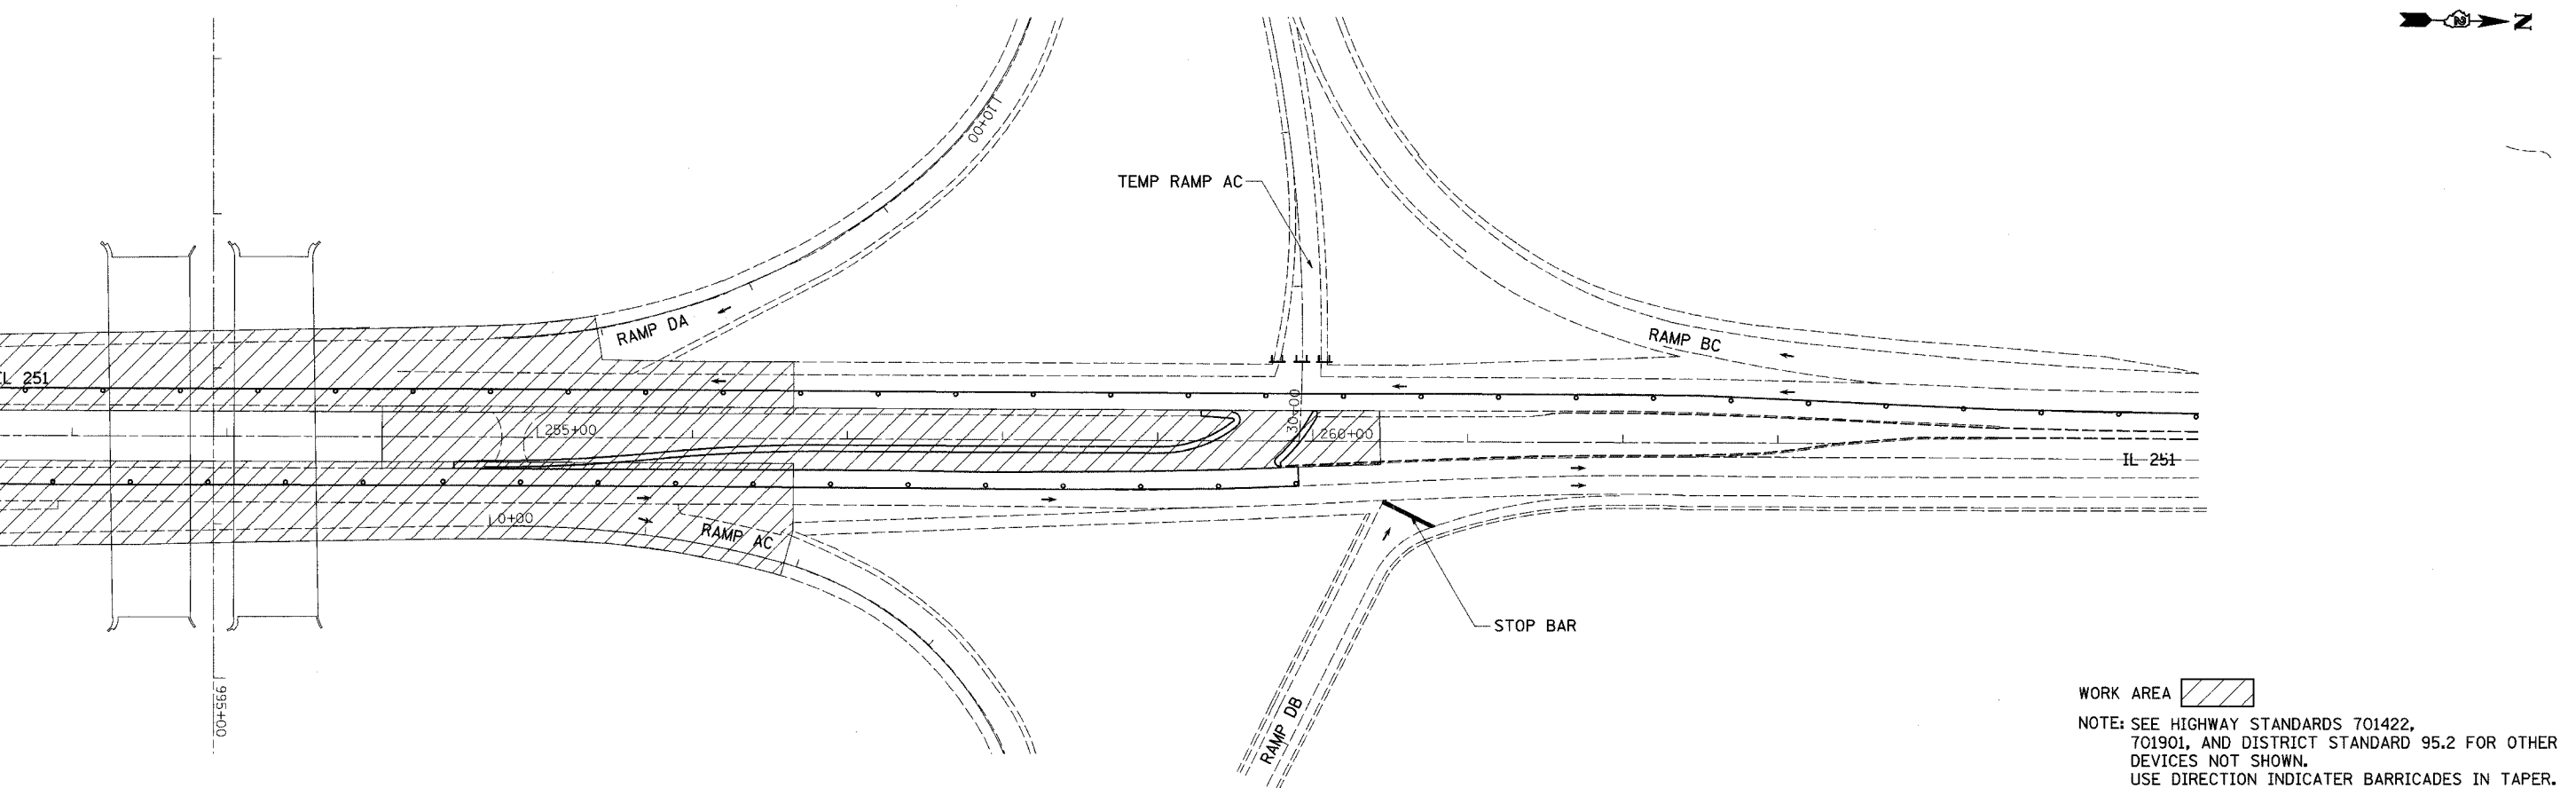 N
10+00
TEMP RAMP AC
RAMP DA
RAMP BC
IL 251
30+00
255+00
260+00
IL 251
0+00
RAMP AC
STOP BAR
995+00
RAMP DB
WORK AREA
NOTE: SEE HIGHWAY STANDARDS 701422,
701901, AND DISTRICT STANDARD 95.2 FOR OTHER
DEVICES NOT SHOWN.
USE DIRECTION INDICATER BARRICADES IN TAPER.